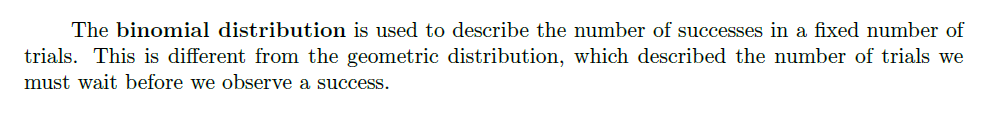 The binomial distribution is used to describe the number of successes in a fixed number of
trials. This is different from the geometric distribution, which described the number of trials we
must wait before we observe a success.